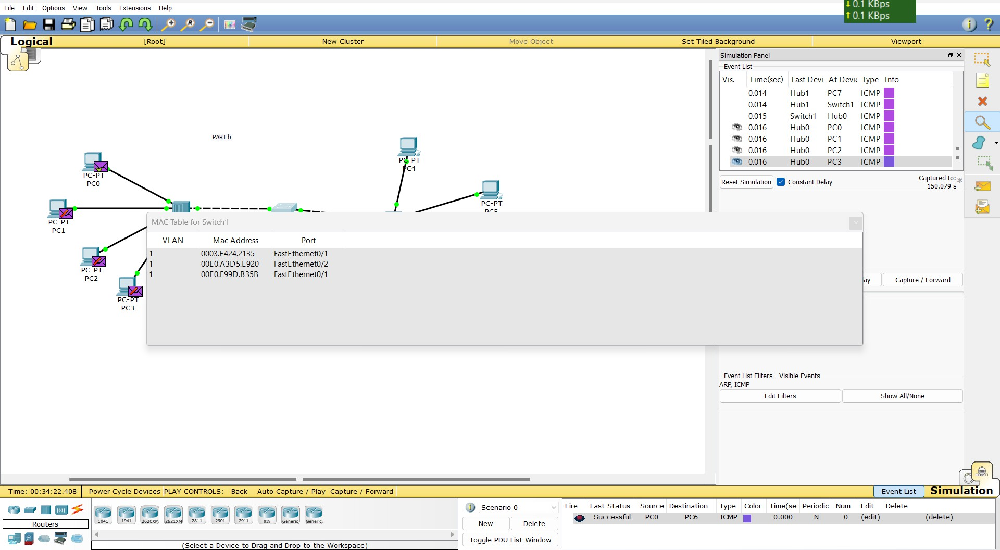 ↓ 0.1 KBps
↑ 0.1 KBps
File Edit Options View Tools Extensions Help
Logical [Root] New Cluster Move Object Set Tiled Background Viewport
Simulation Panel
Event List
Vis. Time(sec) Last Devi At Devic Type Info
0.014 Hub1 PC7 ICMP
0.014 Hub1 Switch1 ICMP
0.015 Switch1 Hub0 ICMP
0.016 Hub0 PC0 ICMP
0.016 Hub0 PC1 ICMP
0.016 Hub0 PC2 ICMP
0.016 Hub0 PC3 ICMP
Reset Simulation Constant Delay Captured to: *
150.079 s
PART b
PC-PT
PC0
PC-PT
PC1
PC-PT
PC2
PC-PT
PC3
PC-PT
PC4
PC-PT
PC5
MAC Table for Switch1
VLAN Mac Address Port
1 0003.E424.2135 FastEthernet0/1
1 00E0.A3D5.E920 FastEthernet0/2
1 00E0.F99D.B35B FastEthernet0/1
ay Capture / Forward
Event List Filters - Visible Events
ARP, ICMP
Edit Filters Show All/None
Time: 00:34:22.408 Power Cycle Devices PLAY CONTROLS: Back Auto Capture / Play Capture / Forward Event List Simulation
Routers
1841 1941 2620XM 2621XM 2811 2901 2911 819 Generic Generic
(Select a Device to Drag and Drop to the Workspace)
Scenario 0
New Delete
Toggle PDU List Window
Fire Last Status Source Destination Type Color Time(sec Periodic Num Edit Delete
Successful PC0 PC6 ICMP 0.000 N 0 (edit) (delete)